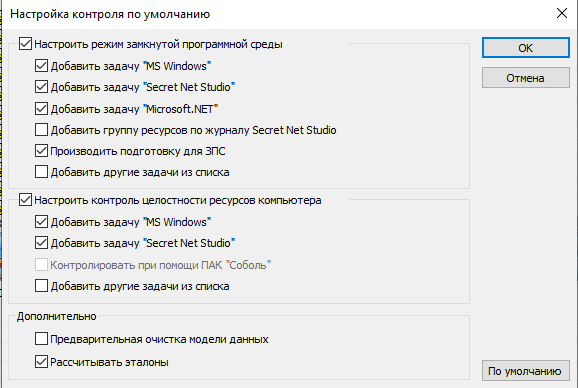 Настройка контроля по умолчанию
Настроить режим замкнутой программной среды
ОК
Добавить задачу "MS Windows"
Отмена
Добавить задачу "Secret Net Studio"
Добавить задачу "Microsoft.NET"
Добавить группу ресурсов по журналу Secret Net Studio
Производить подготовку для ЗПС
Добавить другие задачи из списка
Настроить контроль целостности ресурсов компьютера
Добавить задачу "MS Windows"
Добавить задачу "Secret Net Studio"
Контролировать при помощи ПАК "Соболь"
Добавить другие задачи из списка
Дополнительно
Предварительная очистка модели данных
Рассчитывать эталоны
По умолчанию